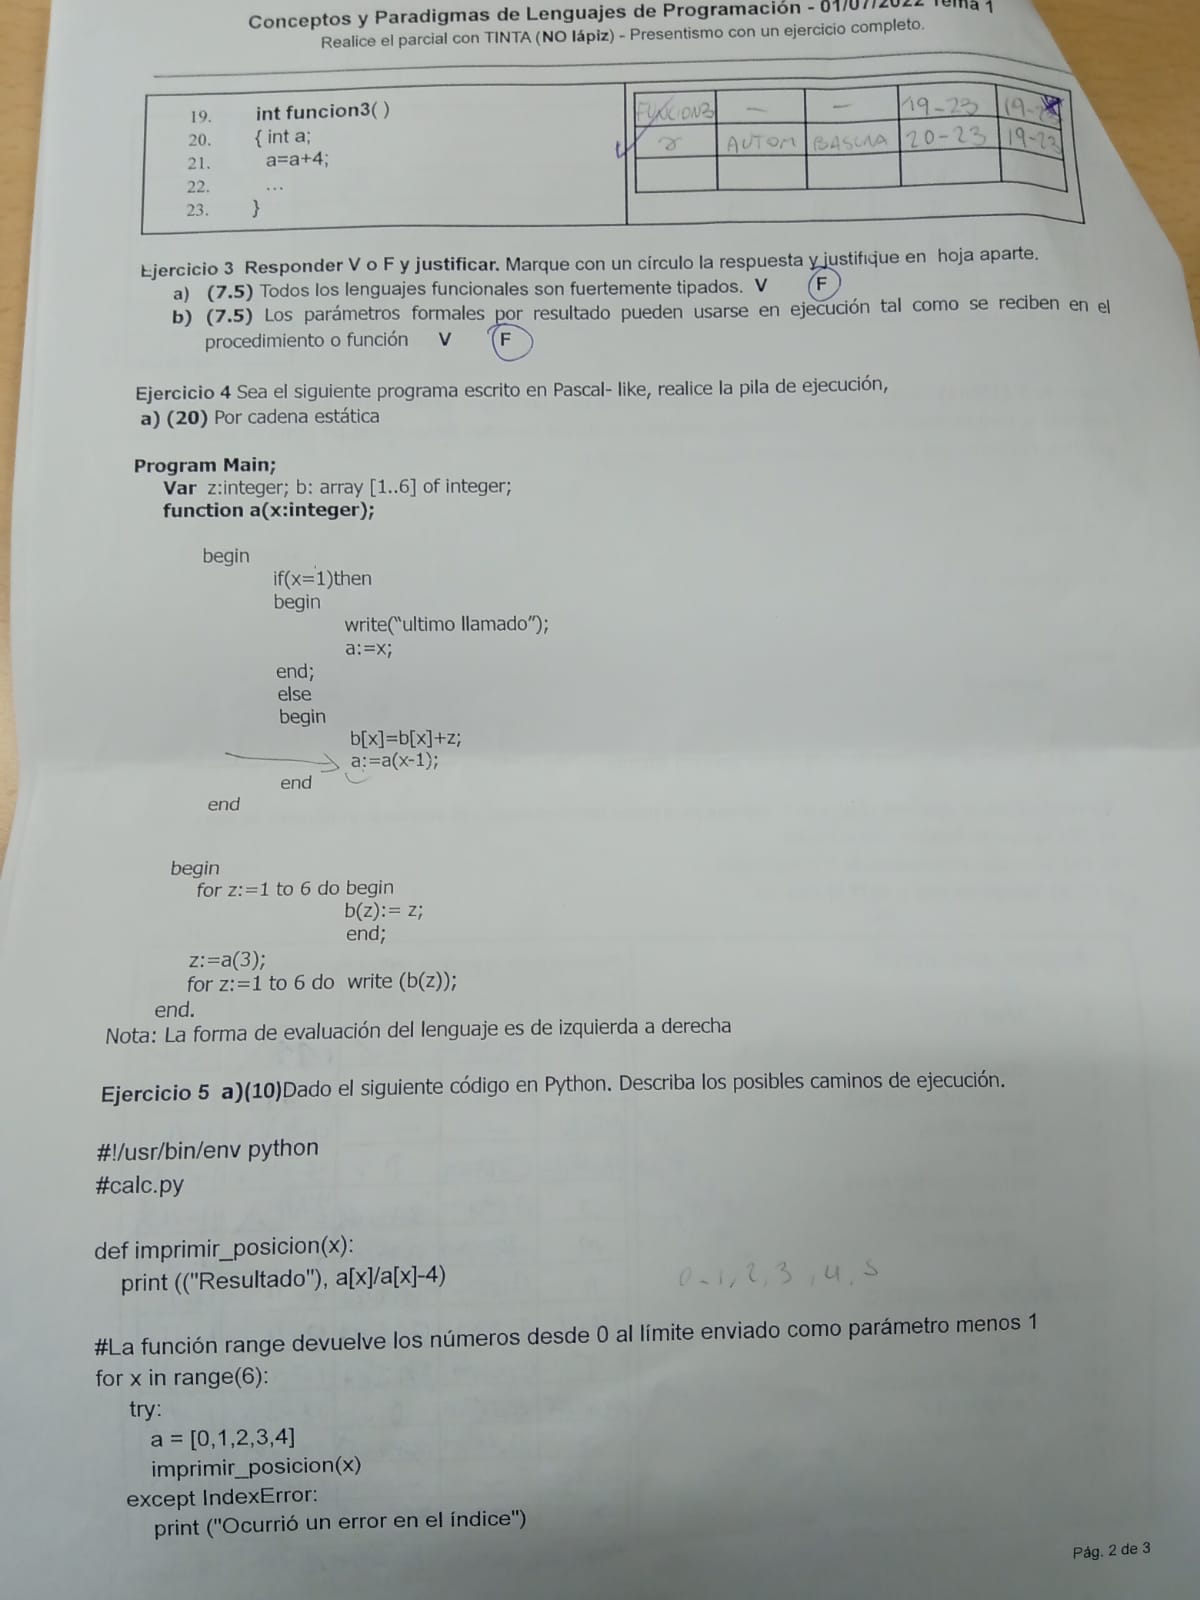 Conceptos y Paradigmas de Lenguajes de Programación - 01/07/2022 Tema 1
Realice el parcial con TINTA (NO lápiz) - Presentismo con un ejercicio completo.
19. int funcion3( )
20. { int a;
21. a=a+4;
22. ...
23. }
FUNCION3 — — 19-23 19-23
AUTOM BASURA 20-23 19-23
Ejercicio 3 Responder V o F y justificar. Marque con un círculo la respuesta y justifique en hoja aparte.
a) (7.5) Todos los lenguajes funcionales son fuertemente tipados. V F
b) (7.5) Los parámetros formales por resultado pueden usarse en ejecución tal como se reciben en el
procedimiento o función V F
Ejercicio 4 Sea el siguiente programa escrito en Pascal- like, realice la pila de ejecución,
a) (20) Por cadena estática
Program Main;
Var z:integer; b: array [1..6] of integer;
function a(x:integer);
begin
if(x=1)then
begin
write("ultimo llamado");
a:=x;
end;
else
begin
b[x]=b[x]+z;
a:=a(x-1);
end
end
begin
for z:=1 to 6 do begin
b(z):= z;
end;
z:=a(3);
for z:=1 to 6 do write (b(z));
end.
Nota: La forma de evaluación del lenguaje es de izquierda a derecha
Ejercicio 5 a)(10)Dado el siguiente código en Python. Describa los posibles caminos de ejecución.
#!/usr/bin/env python
#calc.py
def imprimir_posicion(x):
print (("Resultado"), a[x]/a[x]-4)
0-1,2,3,4,5
#La función range devuelve los números desde 0 al límite enviado como parámetro menos 1
for x in range(6):
try:
a = [0,1,2,3,4]
imprimir_posicion(x)
except IndexError:
print ("Ocurrió un error en el índice")
Pág. 2 de 3